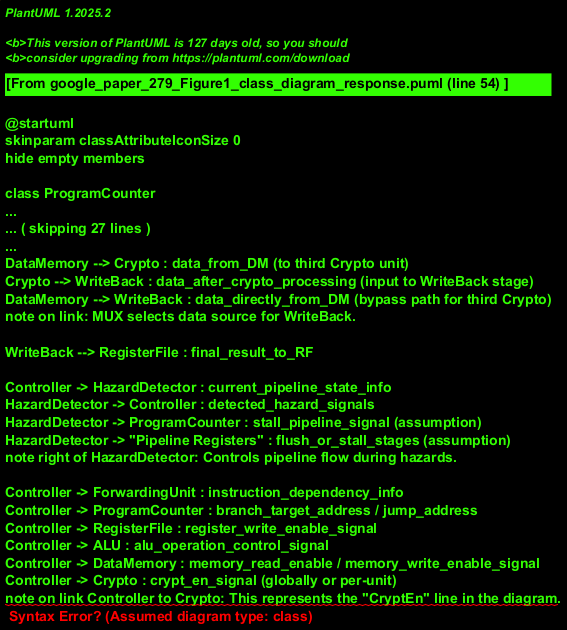 PlantUML 1.2025.2
<b>This version of PlantUML is 127 days old, so you should
<b>consider upgrading from https://plantuml.com/download
[From google_paper_279_Figure1_class_diagram_response.puml (line 54) ]
@startuml
skinparam classAttributeIconSize 0
hide empty members
class ProgramCounter
...
... ( skipping 27 lines )
...
DataMemory --> Crypto : data_from_DM (to third Crypto unit)
Crypto --> WriteBack : data_after_crypto_processing (input to WriteBack stage)
DataMemory --> WriteBack : data_directly_from_DM (bypass path for third Crypto)
note on link: MUX selects data source for WriteBack.
WriteBack --> RegisterFile : final_result_to_RF
Controller -> HazardDetector : current_pipeline_state_info
HazardDetector -> Controller : detected_hazard_signals
HazardDetector -> ProgramCounter : stall_pipeline_signal (assumption)
HazardDetector -> "Pipeline Registers" : flush_or_stall_stages (assumption)
note right of HazardDetector: Controls pipeline flow during hazards.
Controller -> ForwardingUnit : instruction_dependency_info
Controller -> ProgramCounter : branch_target_address / jump_address
Controller -> RegisterFile : register_write_enable_signal
Controller -> ALU : alu_operation_control_signal
Controller -> DataMemory : memory_read_enable / memory_write_enable_signal
Controller -> Crypto : crypt_en_signal (globally or per-unit)
note on link Controller to Crypto: This represents the "CryptEn" line in the diagram.
Syntax Error? (Assumed diagram type: class)